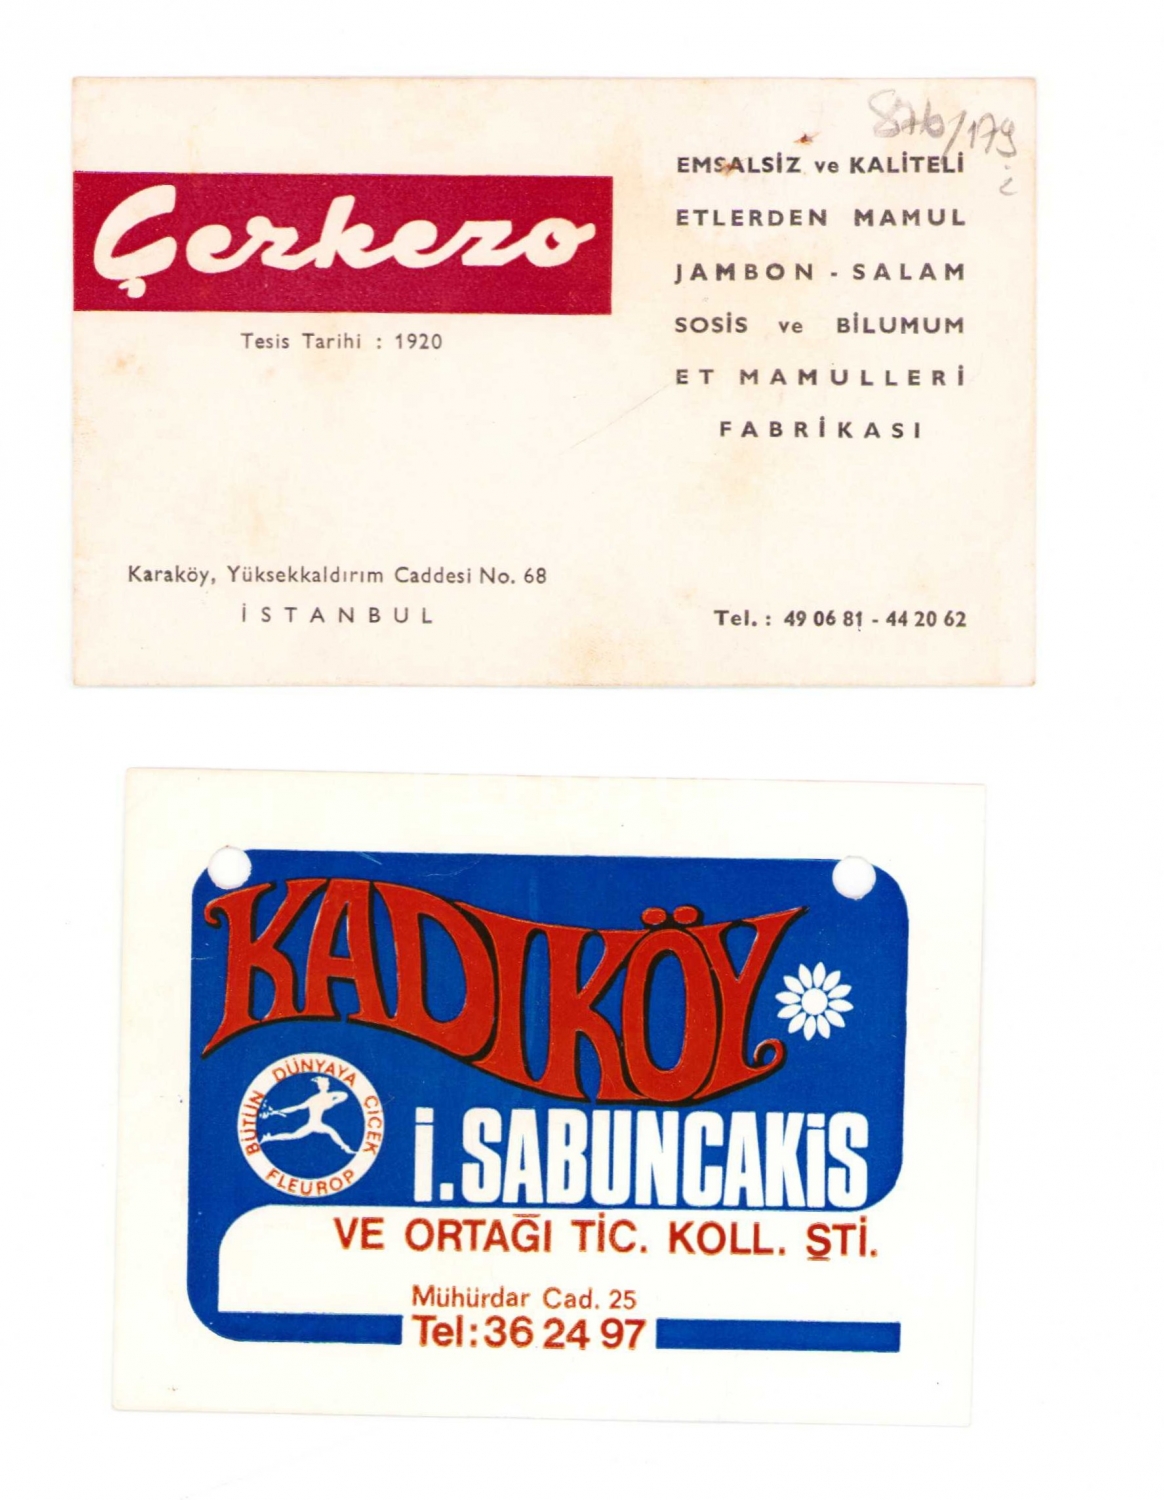 876/179
Çerkezo
Tesis Tarihi : 1920
EMSALSİZ ve KALİTELİ
ETLERDEN MAMUL
JAMBON - SALAM
SOSİS ve BİLUMUM
ET MAMULLERİ
FABRİKASI
Karaköy, Yüksekkaldırım Caddesi No. 68
İSTANBUL
Tel. : 49 06 81 - 44 20 62
KADIKÖY
BÜTÜN DÜNYAYA ÇİÇEK
FLEUROP
İ.SABUNCAKİS
VE ORTAĞI TİC. KOLL. ŞTİ.
Mühürdar Cad. 25
Tel:36 24 97